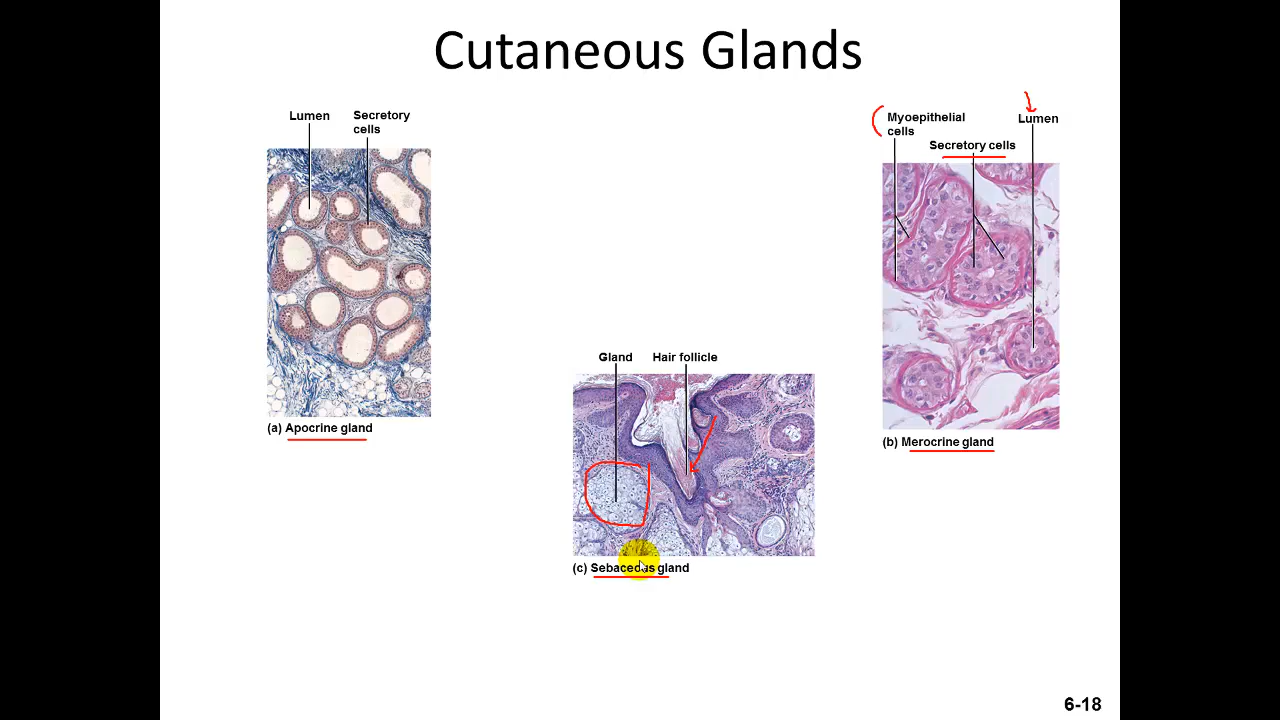 Cutaneous Glands
Lumen
Secretory
cells
(a) Apocrine gland
Myoepithelial
cells
Lumen
Secretory cells
(b) Merocrine gland
Gland
Hair follicle
(c) Sebaceous gland
6-18